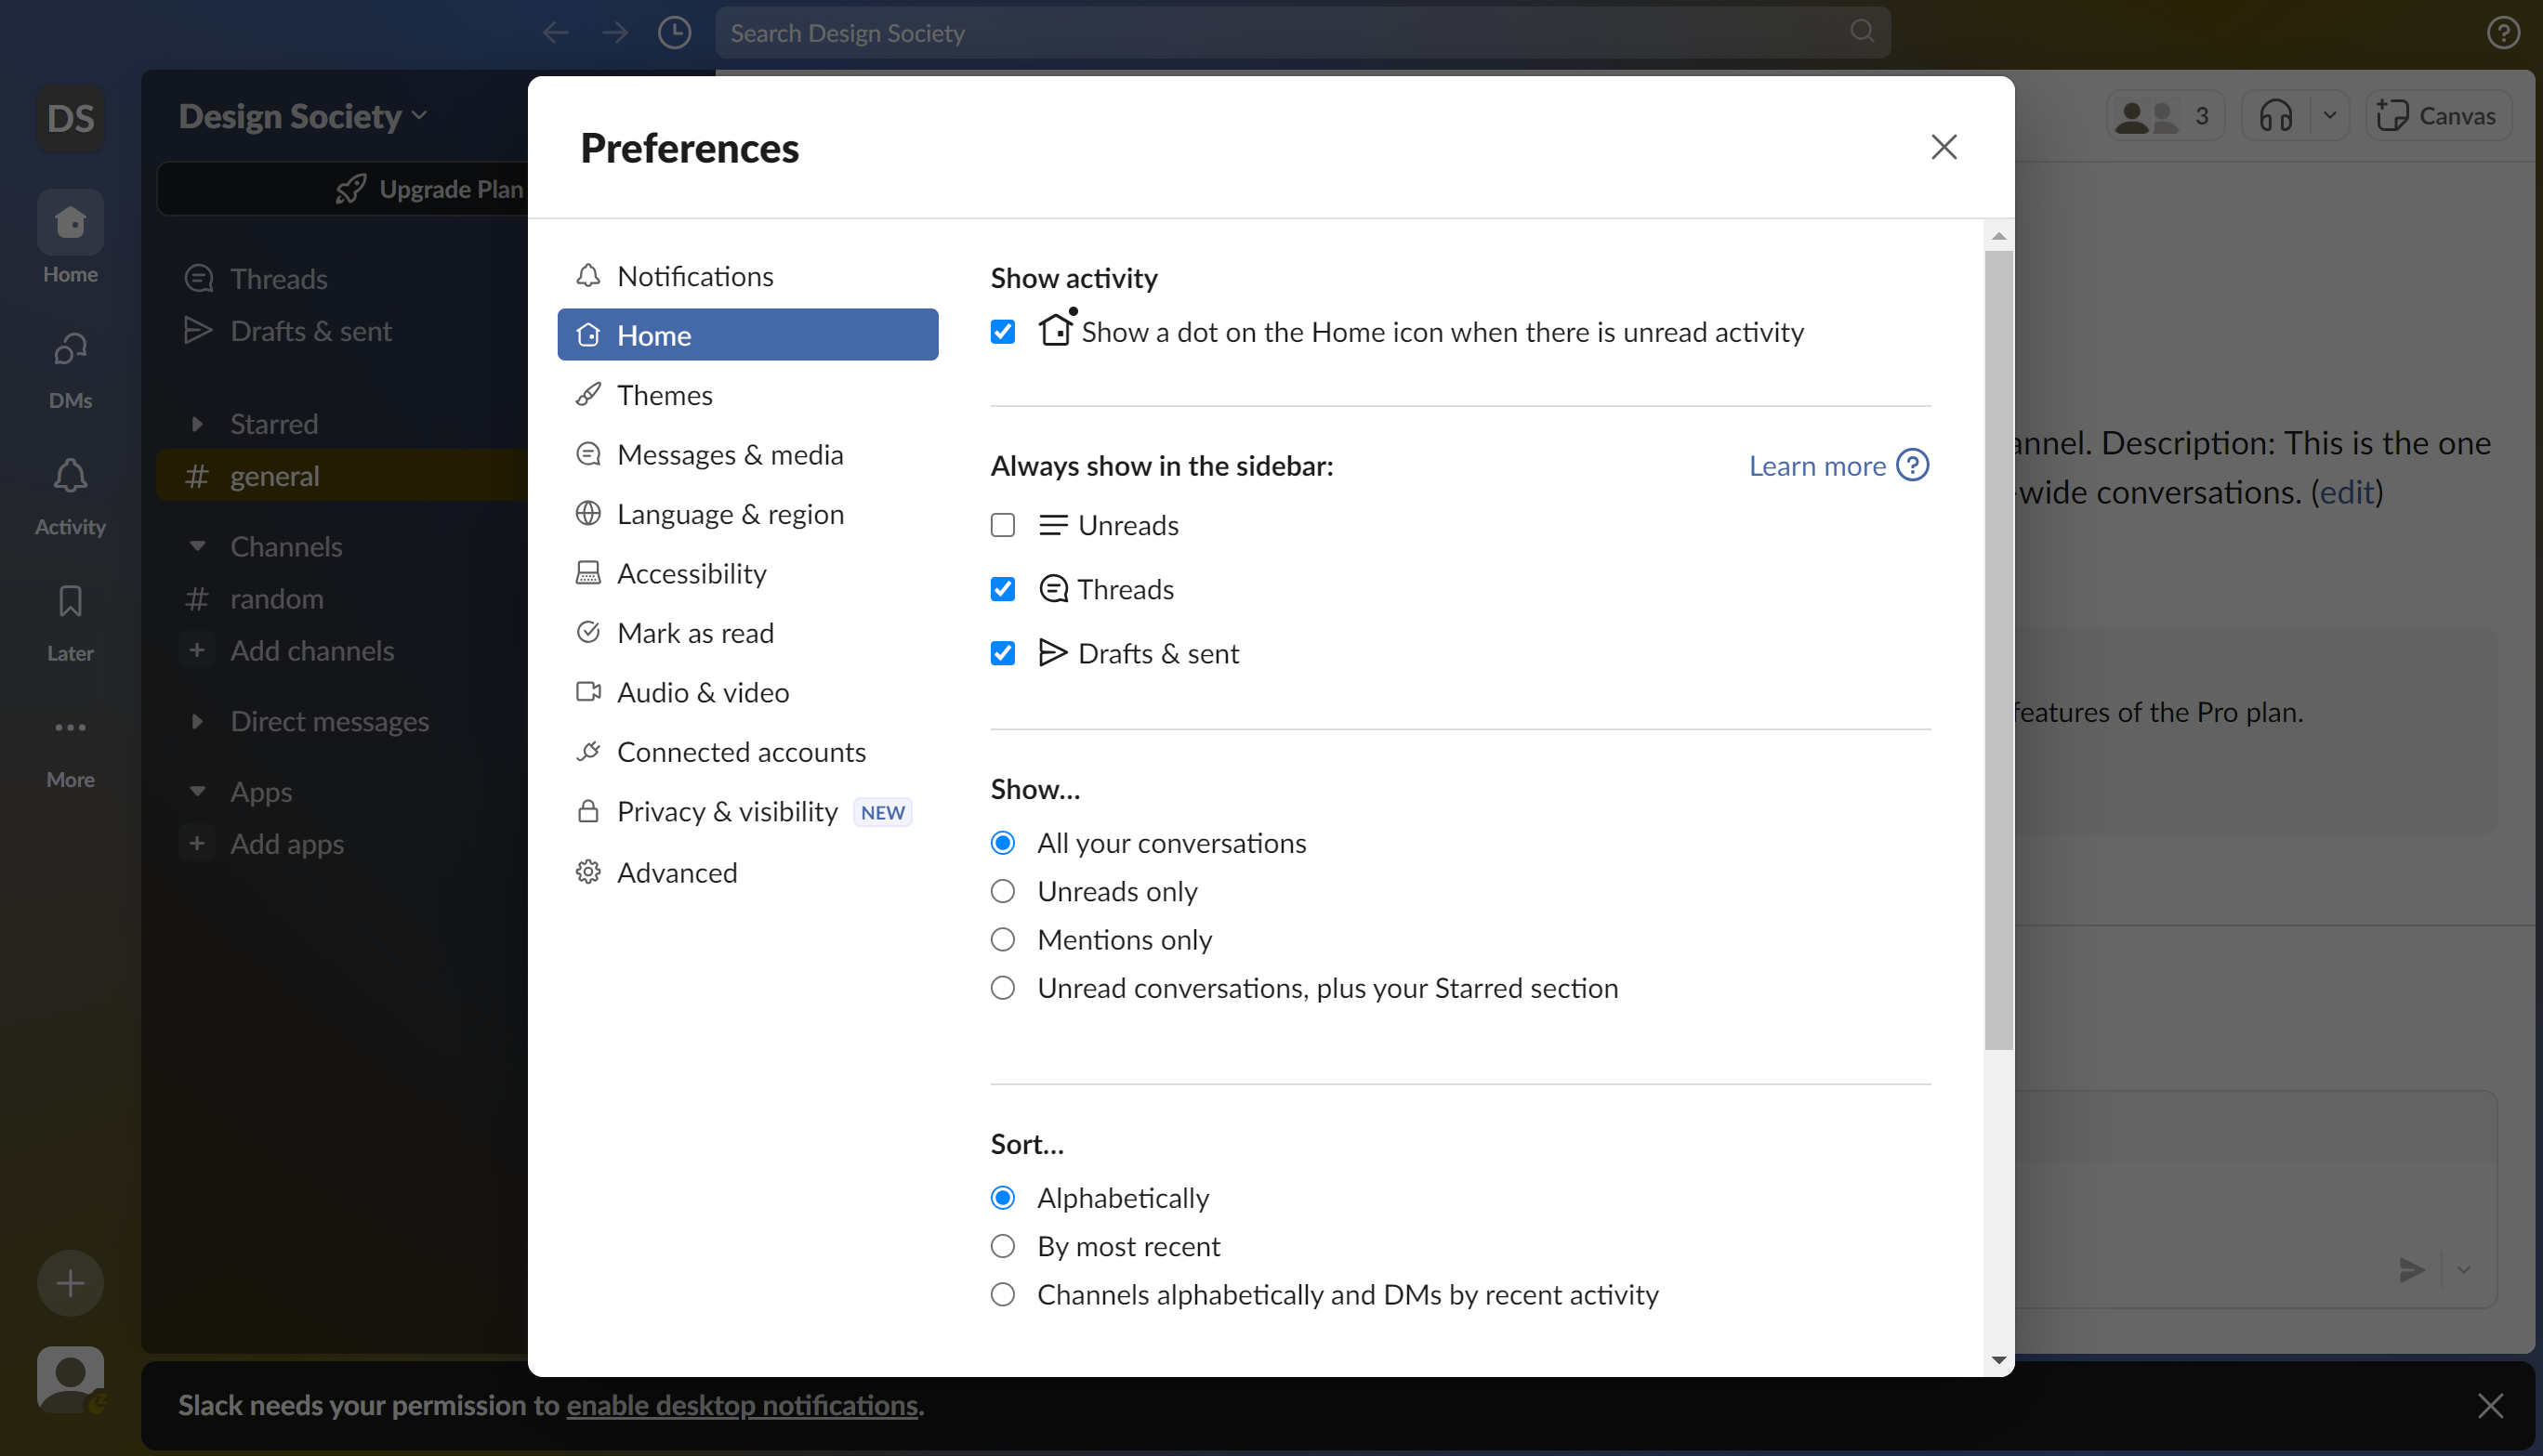 Search Design Society
DS
Design Society
3
Canvas
Upgrade Plan
Home
Threads
Drafts & sent
DMs
Starred
general
Activity
Channels
random
Later
Add channels
Direct messages
More
Apps
Add apps
Preferences
Notifications
Home
Themes
Messages & media
Language & region
Accessibility
Mark as read
Audio & video
Connected accounts
Privacy & visibility NEW
Advanced
Show activity
Show a dot on the Home icon when there is unread activity
Always show in the sidebar:
Learn more
Unreads
Threads
Drafts & sent
Show...
All your conversations
Unreads only
Mentions only
Unread conversations, plus your Starred section
Sort...
Alphabetically
By most recent
Channels alphabetically and DMs by recent activity
Description: This is the one
-wide conversations. (edit)
features of the Pro plan.
Slack needs your permission to enable desktop notifications.